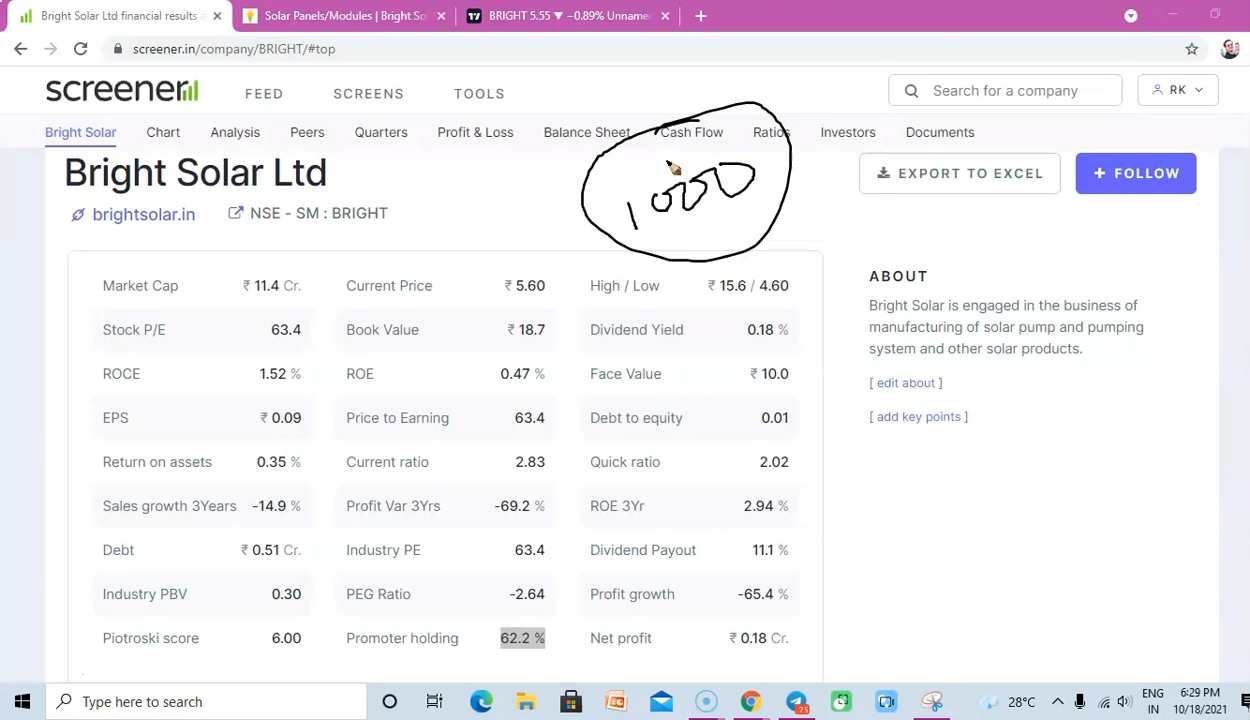 Bright Solar Ltd financial results a
Solar Panels/Modules | Bright So
BRIGHT 5.55 ▼ −0.89% Unname
screener.in/company/BRIGHT/#top
screener
FEED SCREENS TOOLS
Search for a company
RK
Bright Solar Chart Analysis Peers Quarters Profit & Loss Balance Sheet Cash Flow Ratios Investors Documents
Bright Solar Ltd
1000
EXPORT TO EXCEL
+ FOLLOW
brightsolar.in NSE - SM : BRIGHT
Market Cap ₹ 11.4 Cr. Current Price ₹ 5.60 High / Low ₹ 15.6 / 4.60
Stock P/E 63.4 Book Value ₹ 18.7 Dividend Yield 0.18 %
ROCE 1.52 % ROE 0.47 % Face Value ₹ 10.0
EPS ₹ 0.09 Price to Earning 63.4 Debt to equity 0.01
Return on assets 0.35 % Current ratio 2.83 Quick ratio 2.02
Sales growth 3Years -14.9 % Profit Var 3Yrs -69.2 % ROE 3Yr 2.94 %
Debt ₹ 0.51 Cr. Industry PE 63.4 Dividend Payout 11.1 %
Industry PBV 0.30 PEG Ratio -2.64 Profit growth -65.4 %
Piotroski score 6.00 Promoter holding 62.2 % Net profit ₹ 0.18 Cr.
ABOUT
Bright Solar is engaged in the business of
manufacturing of solar pump and pumping
system and other solar products.
[ edit about ]
[ add key points ]
Type here to search
75
28°C
ENG
IN
6:29 PM
10/18/2021